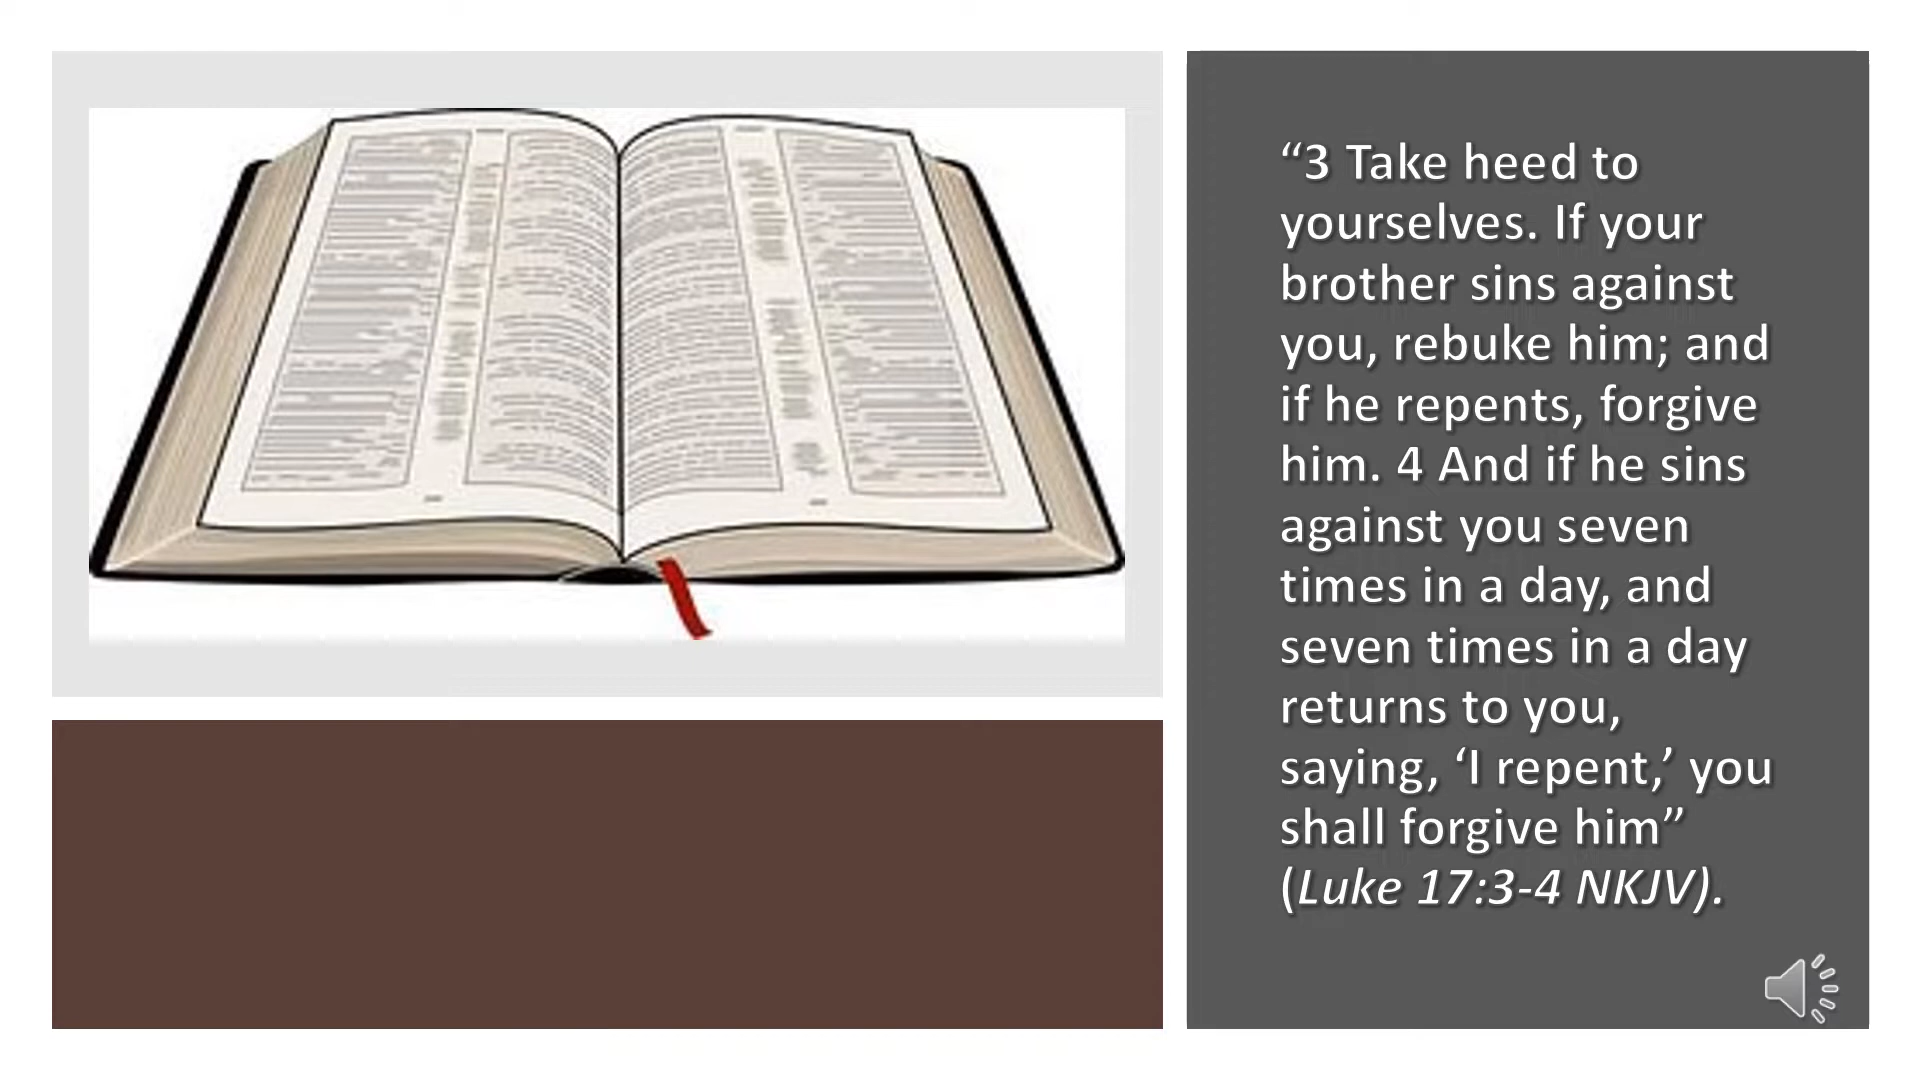 “3 Take heed to
yourselves. If your
brother sins against
you, rebuke him; and
if he repents, forgive
him. 4 And if he sins
against you seven
times in a day, and
seven times in a day
returns to you,
saying, ‘I repent,’ you
shall forgive him”
(Luke 17:3-4 NKJV).